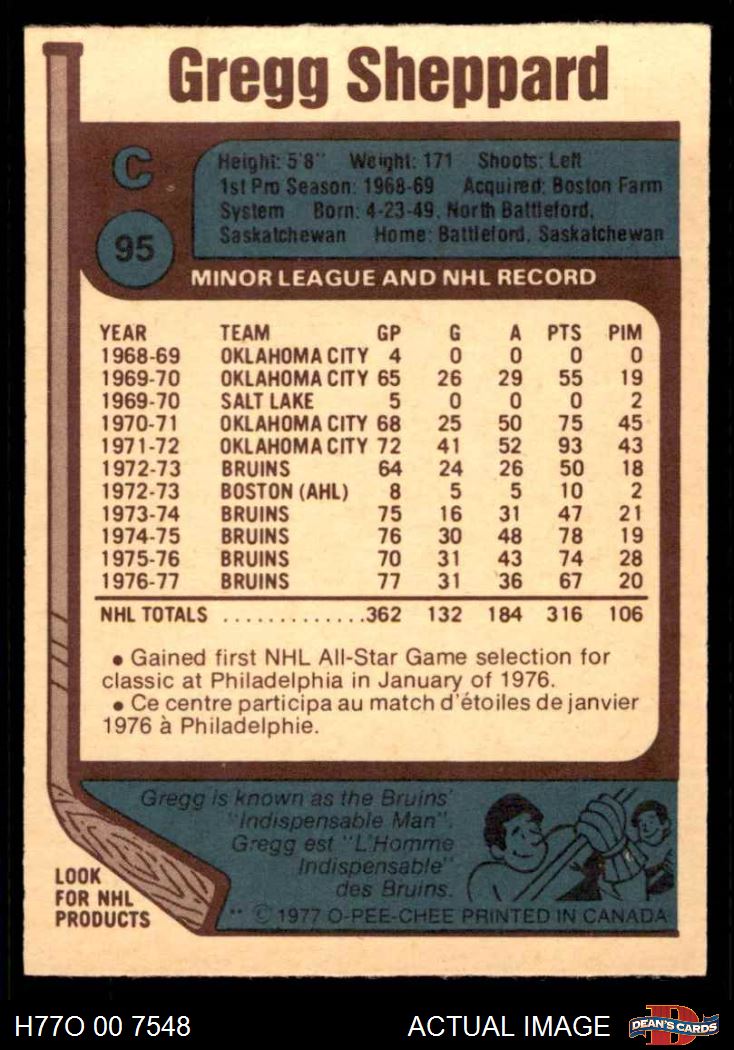 Gregg Sheppard
C
95
Height: 5'8" Weight: 171 Shoots: Left
1st Pro Season: 1968-69 Acquired: Boston Farm
System Born: 4-23-49, North Battleford,
Saskatchewan Home: Battleford, Saskatchewan
MINOR LEAGUE AND NHL RECORD
YEAR TEAM GP G A PTS PIM
1968-69 OKLAHOMA CITY 4 0 0 0 0
1969-70 OKLAHOMA CITY 65 26 29 55 19
1969-70 SALT LAKE 5 0 0 0 2
1970-71 OKLAHOMA CITY 68 25 50 75 45
1971-72 OKLAHOMA CITY 72 41 52 93 43
1972-73 BRUINS 64 24 26 50 18
1972-73 BOSTON (AHL) 8 5 5 10 2
1973-74 BRUINS 75 16 31 47 21
1974-75 BRUINS 76 30 48 78 19
1975-76 BRUINS 70 31 43 74 28
1976-77 BRUINS 77 31 36 67 20
NHL TOTALS .............362 132 184 316 106
• Gained first NHL All-Star Game selection for
classic at Philadelphia in January of 1976.
• Ce centre participa au match d'étoiles de janvier
1976 à Philadelphie.
Gregg is known as the Bruins'
"Indispensable Man".
Gregg est "L'Homme
Indispensable"
des Bruins.
LOOK
FOR NHL
PRODUCTS
** © 1977 O-PEE-CHEE PRINTED IN CANADA
H77O 00 7548
ACTUAL IMAGE
D
DEAN'S CARDS